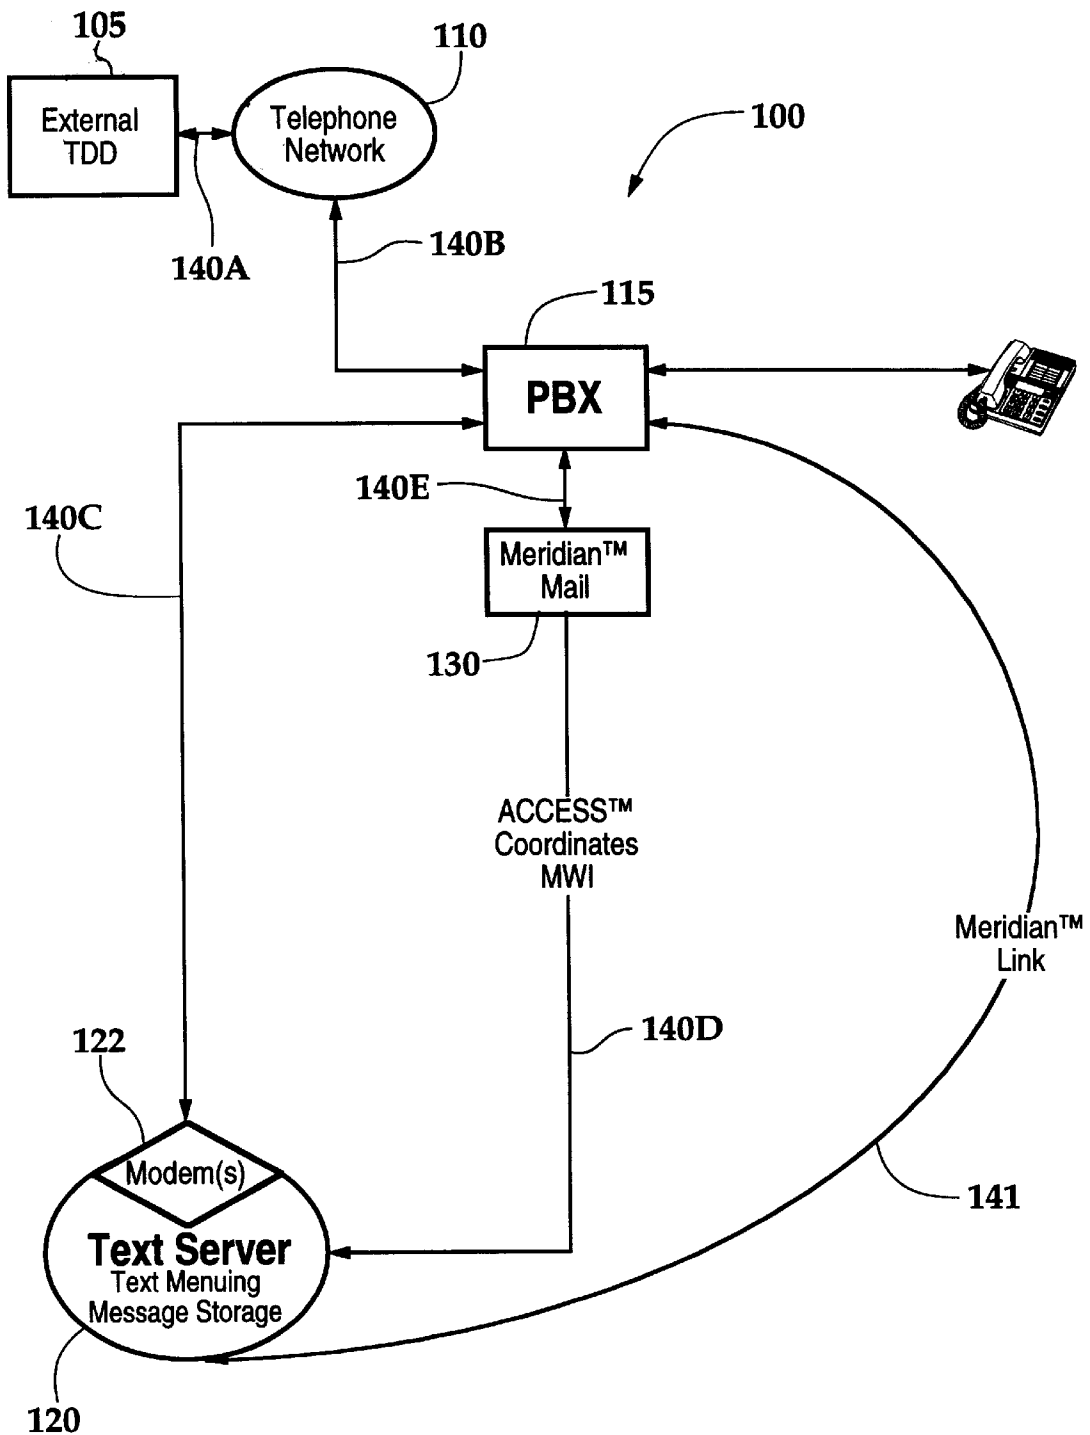 105
External
TDD
110
Telephone
Network
100
140A
140B
115
PBX
140E
140C
Meridian™
Mail
130
ACCESS™
Coordinates
MWI
Meridian™
Link
122
140D
Modem(s)
141
Text Server
Text Menuing
Message Storage
120